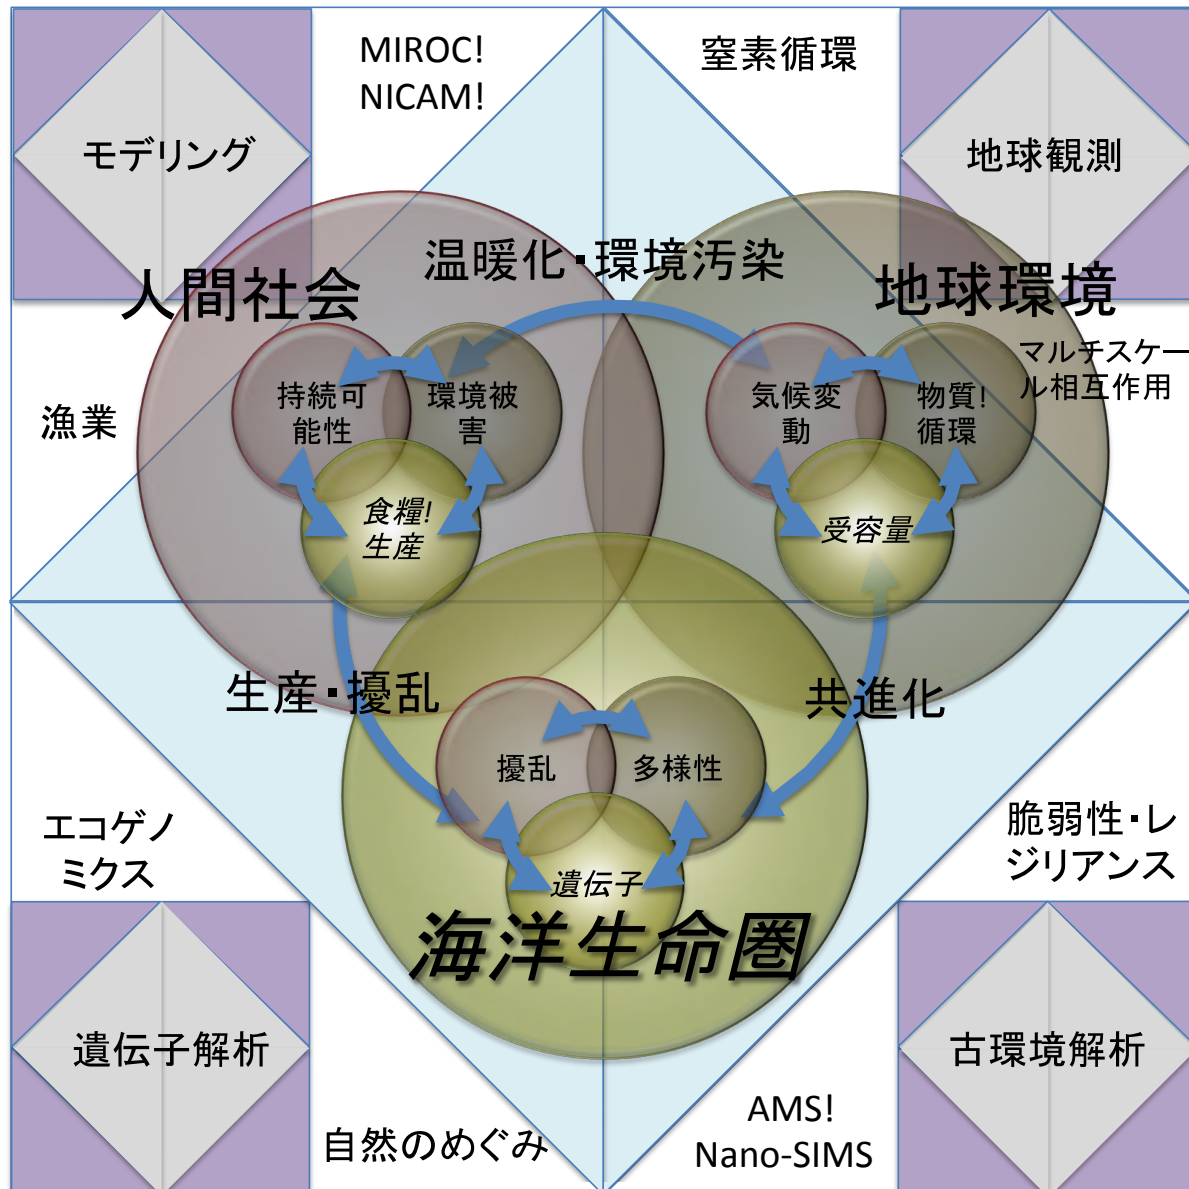 MIROC!
NICAM!
窒素循環
モデリング
地球観測
温暖化・環境汚染
人間社会
地球環境
マルチスケー
ル相互作用
持続可
能性
環境被
害
気候変
動
物質!
循環
漁業
食糧!
生産
受容量
生産・擾乱
共進化
擾乱
多様性
エコゲノ
ミクス
脆弱性・レ
ジリアンス
遺伝子
海洋生命圏
遺伝子解析
古環境解析
自然のめぐみ
AMS!
Nano-SIMS